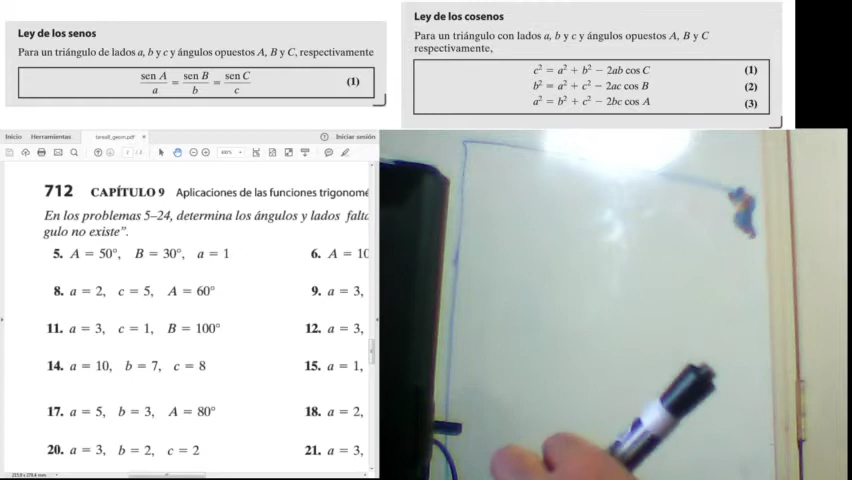 Ley de los senos
Para un triángulo de lados a, b y c y ángulos opuestos A, B y C, respectivamente
sen A / a = sen B / b = sen C / c (1)
Ley de los cosenos
Para un triángulo con lados a, b y c y ángulos opuestos A, B y C
respectivamente,
c² = a² + b² − 2ab cos C (1)
b² = a² + c² − 2ac cos B (2)
a² = b² + c² − 2bc cos A (3)
Inicio Herramientas tarea8_geom.pdf × Iniciar sesión
712 CAPÍTULO 9 Aplicaciones de las funciones trigonomé
En los problemas 5–24, determina los ángulos y lados falta
gulo no existe”.
5. A = 50°, B = 30°, a = 1 6. A = 10
8. a = 2, c = 5, A = 60° 9. a = 3,
11. a = 3, c = 1, B = 100° 12. a = 3,
14. a = 10, b = 7, c = 8 15. a = 1,
17. a = 5, b = 3, A = 80° 18. a = 2,
20. a = 3, b = 2, c = 2 21. a = 3,